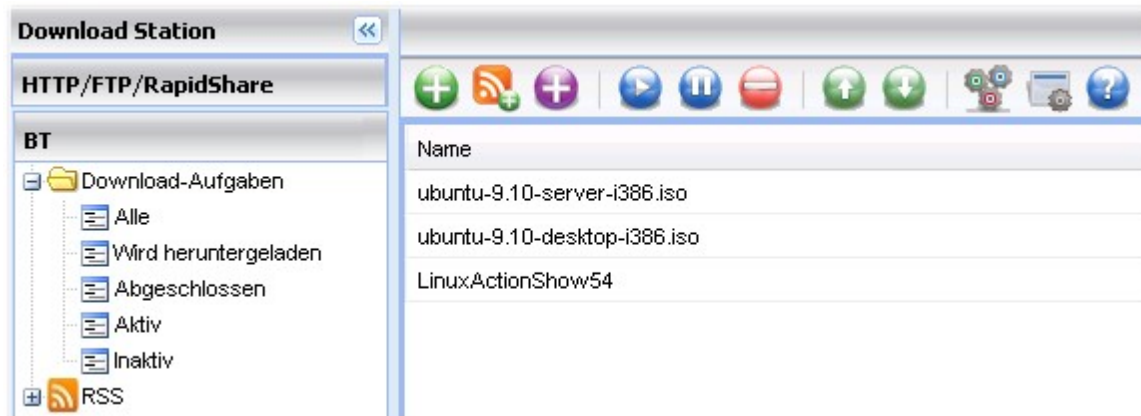 Download Station
HTTP/FTP/RapidShare
BT
Download-Aufgaben
Alle
Wird heruntergeladen
Abgeschlossen
Aktiv
Inaktiv
RSS
Name
ubuntu-9.10-server-i386.iso
ubuntu-9.10-desktop-i386.iso
LinuxActionShow54